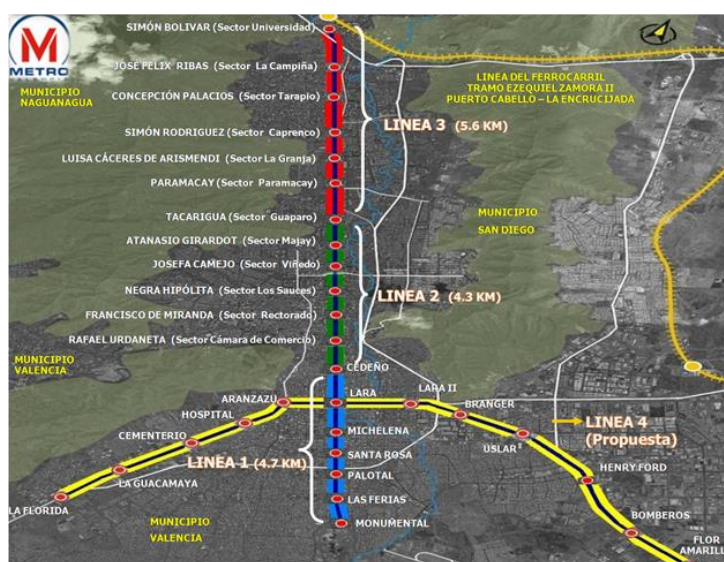 M
METRO
MUNICIPIO
NAGUANAGUA
SIMÓN BOLIVAR (Sector Universidad)
JOSÉ FELIX RIBAS (Sector La Campiña)
CONCEPCIÓN PALACIOS (Sector Tarapio)
SIMÓN RODRIGUEZ (Sector Caprenco)
LUISA CÁCERES DE ARISMENDI (Sector La Granja)
PARAMACAY (Sector Paramacay)
TACARIGUA (Sector Guaparo)
ATANASIO GIRARDOT (Sector Majay)
JOSEFA CAMEJO (Sector Viñedo)
NEGRA HIPÓLITA (Sector Los Sauces)
FRANCISCO DE MIRANDA (Sector Rectorado)
RAFAEL URDANETA (Sector Cámara de Comercio)
CEDEÑO
LINEA DEL FERROCARRIL
TRAMO EZEQUIEL ZAMORA II
PUERTO CABELLO – LA ENCRUCIJADA
LINEA 3 (5.6 KM)
MUNICIPIO
SAN DIEGO
LINEA 2 (4.3 KM)
MUNICIPIO
VALENCIA
ARANZAZU
LARA
LARA II
BRANGER
HOSPITAL
CEMENTERIO
LA GUACAMAYA
LA FLORIDA
LINEA 1 (4.7 KM)
MICHELENA
SANTA ROSA
PALOTAL
LAS FERIAS
MONUMENTAL
USLAR
LINEA 4
(Propuesta)
HENRY FORD
BOMBEROS
FLOR
AMARILL
MUNICIPIO
VALENCIA